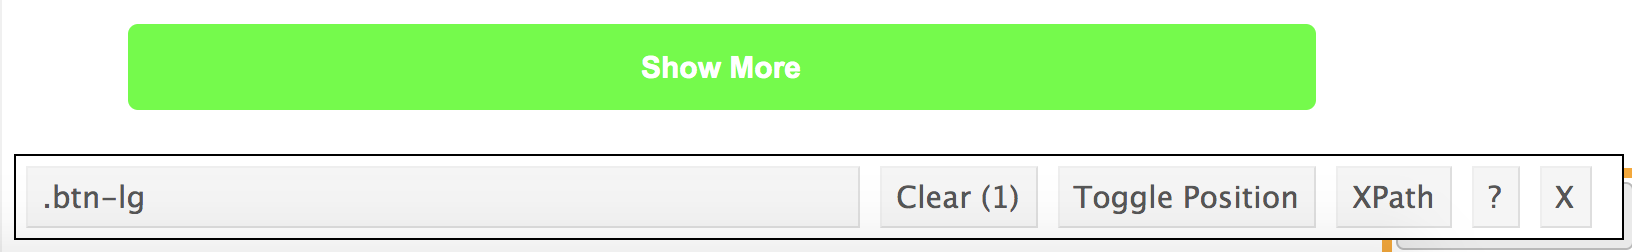 Show More
.btn-lg Clear (1) Toggle Position XPath ? X